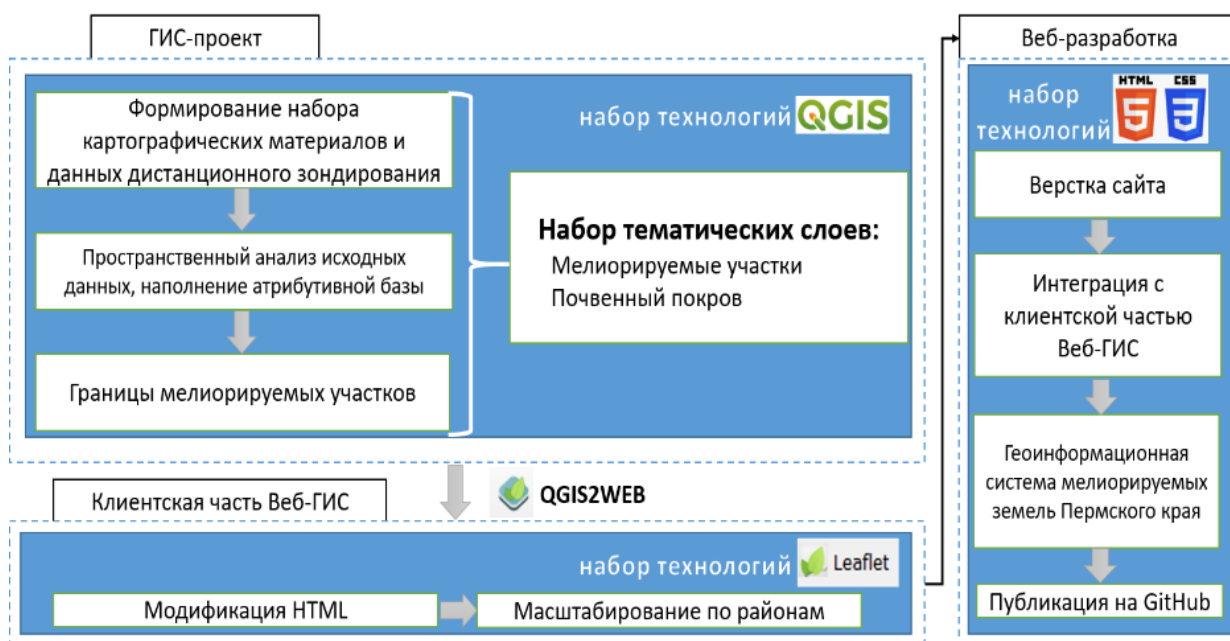 ГИС-проект
Формирование набора
картографических материалов и
данных дистанционного зондирования
Пространственный анализ исходных
данных, наполнение атрибутивной базы
Границы мелиорируемых участков
набор технологий QGIS
Набор тематических слоев:
Мелиорируемые участки
Почвенный покров
QGIS2WEB
Клиентская часть Веб-ГИС
набор технологий Leaflet
Модификация HTML
Масштабирование по районам
Веб-разработка
набор
технологий
HTML
5
CSS
3
Верстка сайта
Интеграция с
клиентской частью
Веб-ГИС
Геоинформационная
система мелиорируемых
земель Пермского края
Публикация на GitHub